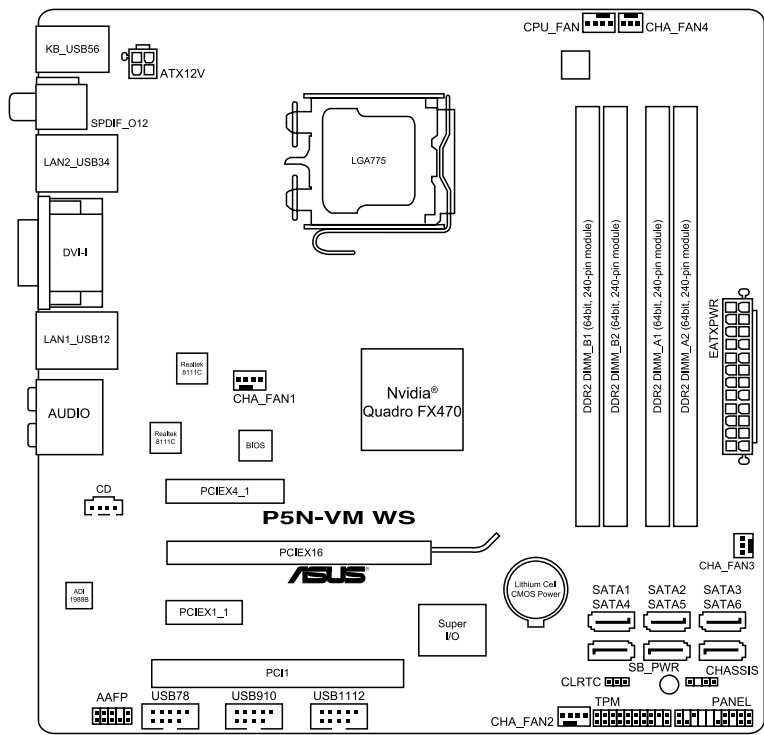 CPU_FAN
CHA_FAN4
KB_USB56
ATX12V
SPDIF_O12
LAN2_USB34
LGA775
DVI-I
DDR2 DIMM_B1 (64bit, 240-pin module)
DDR2 DIMM_B2 (64bit, 240-pin module)
DDR2 DIMM_A1 (64bit, 240-pin module)
DDR2 DIMM_A2 (64bit, 240-pin module)
EATXPWR
LAN1_USB12
Realtek
8111C
CHA_FAN1
Nvidia®
Quadro FX470
AUDIO
Realtek
8111C
BIOS
CD
PCIEX4_1
P5N-VM WS
PCIEX16
ASUS®
CHA_FAN3
ADI
1988B
Lithium Cell
CMOS Power
SATA1
SATA2
SATA3
SATA4
SATA5
SATA6
PCIEX1_1
Super
I/O
PCI1
SB_PWR
CHASSIS
CLRTC
AAFP
USB78
USB910
USB1112
CHA_FAN2
TPM
PANEL